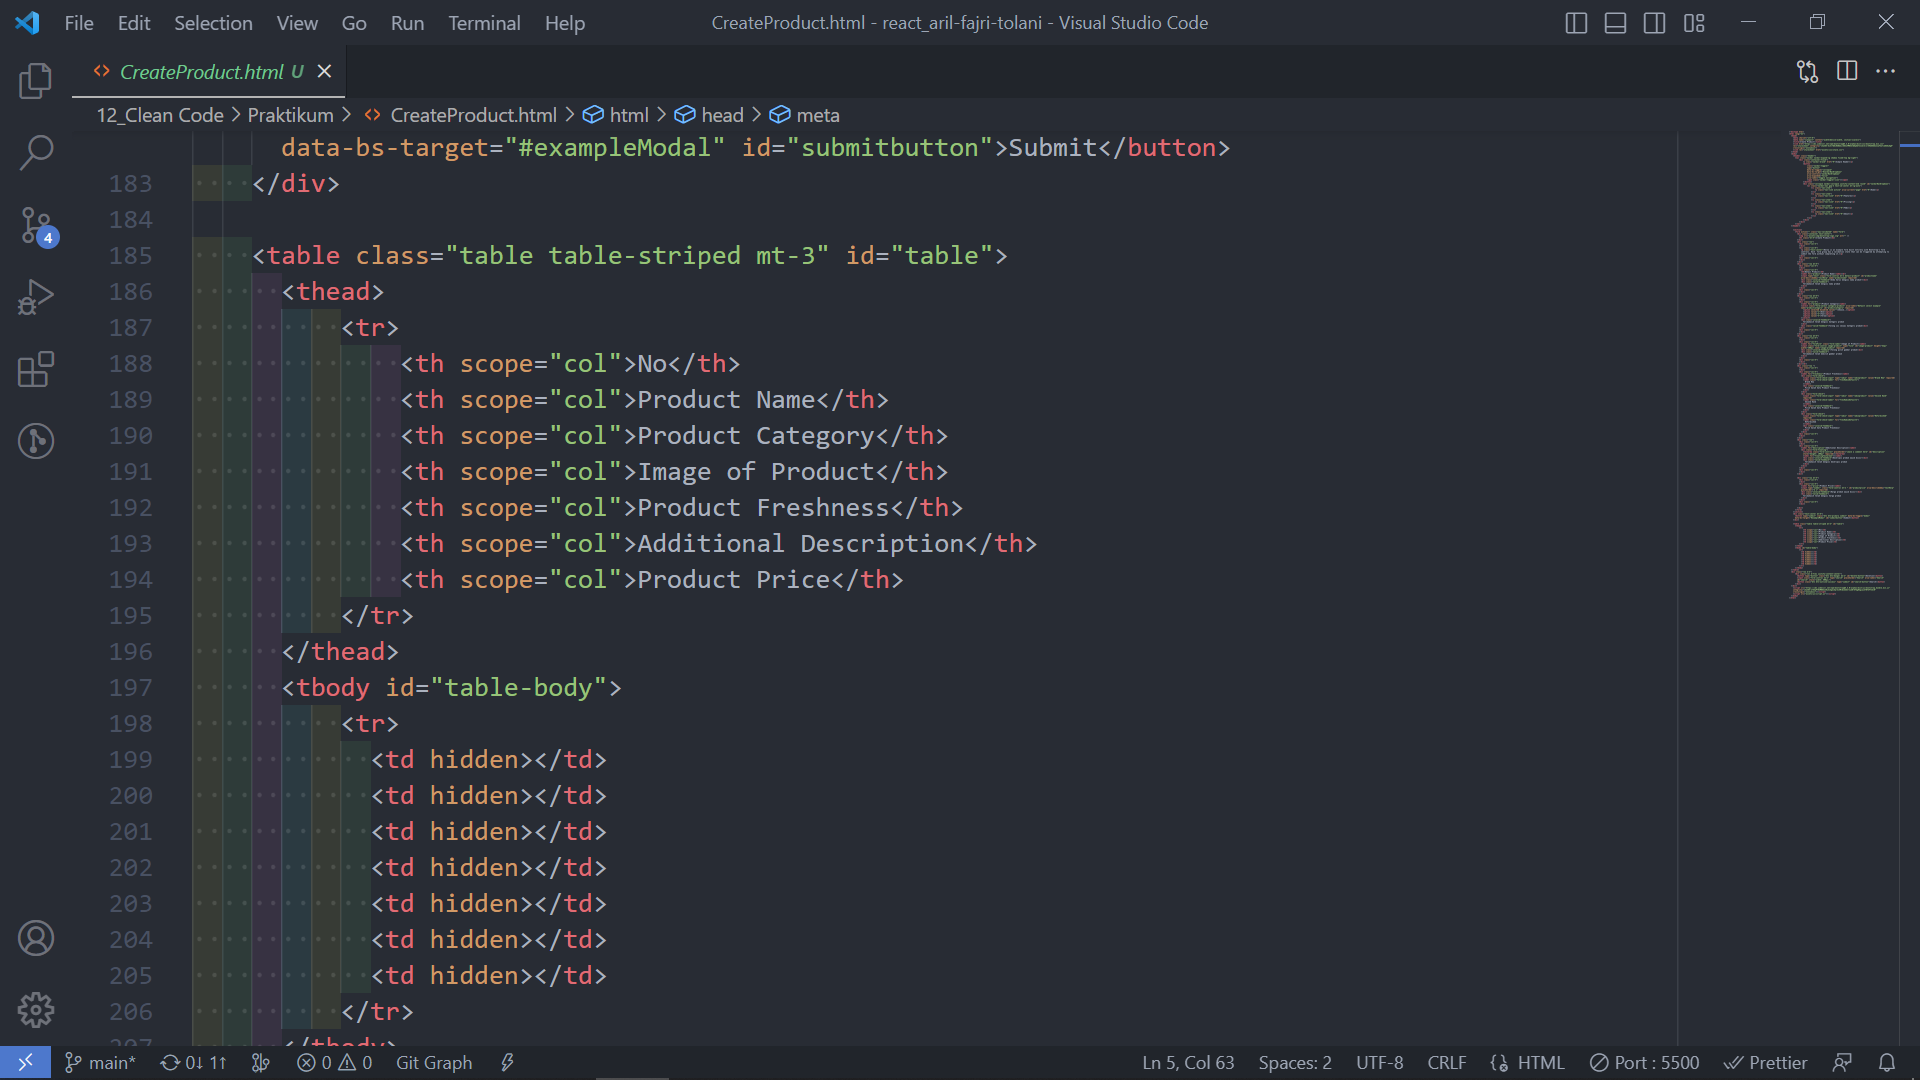 File Edit Selection View Go Run Terminal Help
CreateProduct.html - react_aril-fajri-tolani - Visual Studio Code
CreateProduct.html U
12_Clean Code > Praktikum > CreateProduct.html > html > head > meta
data-bs-target="#exampleModal" id="submitbutton">Submit</button>
183 </div>
184
185 <table class="table table-striped mt-3" id="table">
186 <thead>
187 <tr>
188 <th scope="col">No</th>
189 <th scope="col">Product Name</th>
190 <th scope="col">Product Category</th>
191 <th scope="col">Image of Product</th>
192 <th scope="col">Product Freshness</th>
193 <th scope="col">Additional Description</th>
194 <th scope="col">Product Price</th>
195 </tr>
196 </thead>
197 <tbody id="table-body">
198 <tr>
199 <td hidden></td>
200 <td hidden></td>
201 <td hidden></td>
202 <td hidden></td>
203 <td hidden></td>
204 <td hidden></td>
205 <td hidden></td>
206 </tr>
207 </tbody>
4
main* 0↓ 1↑ 0 0 Git Graph
Ln 5, Col 63 Spaces: 2 UTF-8 CRLF HTML Port : 5500 Prettier